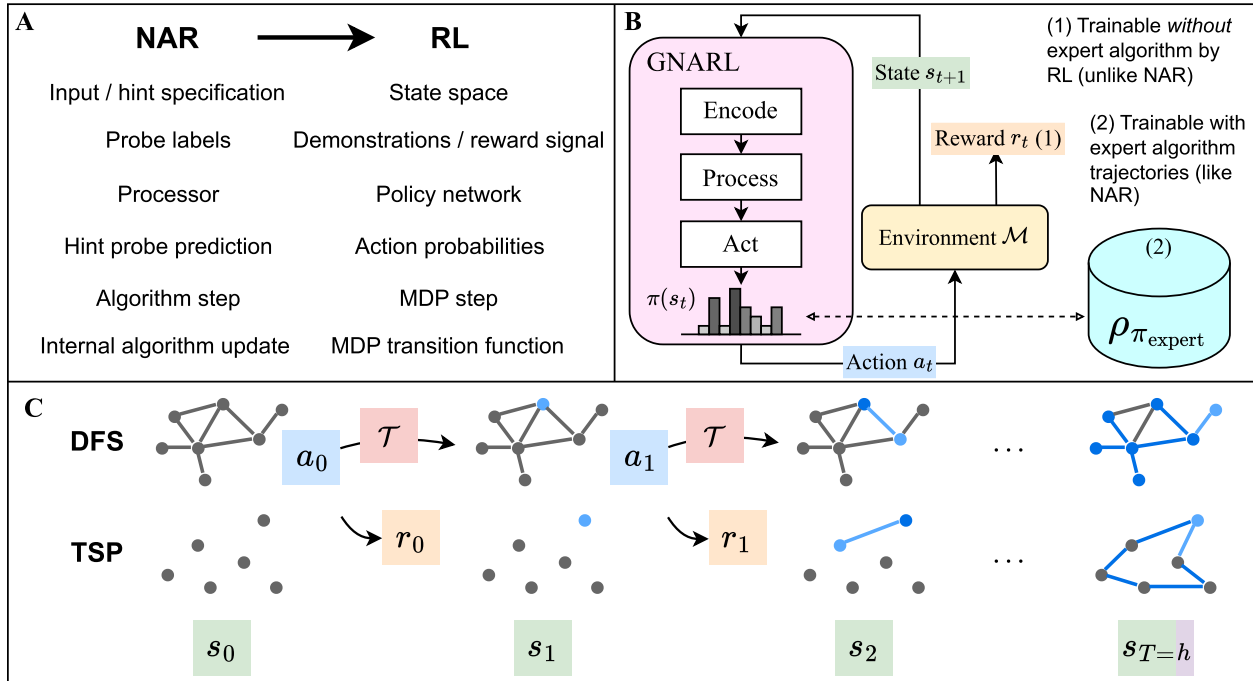 A
NAR
RL
Input / hint specification
State space
Probe labels
Demonstrations / reward signal
Processor
Policy network
Hint probe prediction
Action probabilities
Algorithm step
MDP step
Internal algorithm update
MDP transition function
B
GNARL
Encode
Process
Act
π(s_t)
State s_{t+1}
Reward r_t (1)
Environment ℳ
Action a_t
(1) Trainable without
expert algorithm by
RL (unlike NAR)
(2) Trainable with
expert algorithm
trajectories (like
NAR)
(2)
ρ_{π_{expert}}
C
DFS
a_0
𝒯
a_1
𝒯
...
TSP
r_0
r_1
...
s_0
s_1
s_2
s_{T=h}